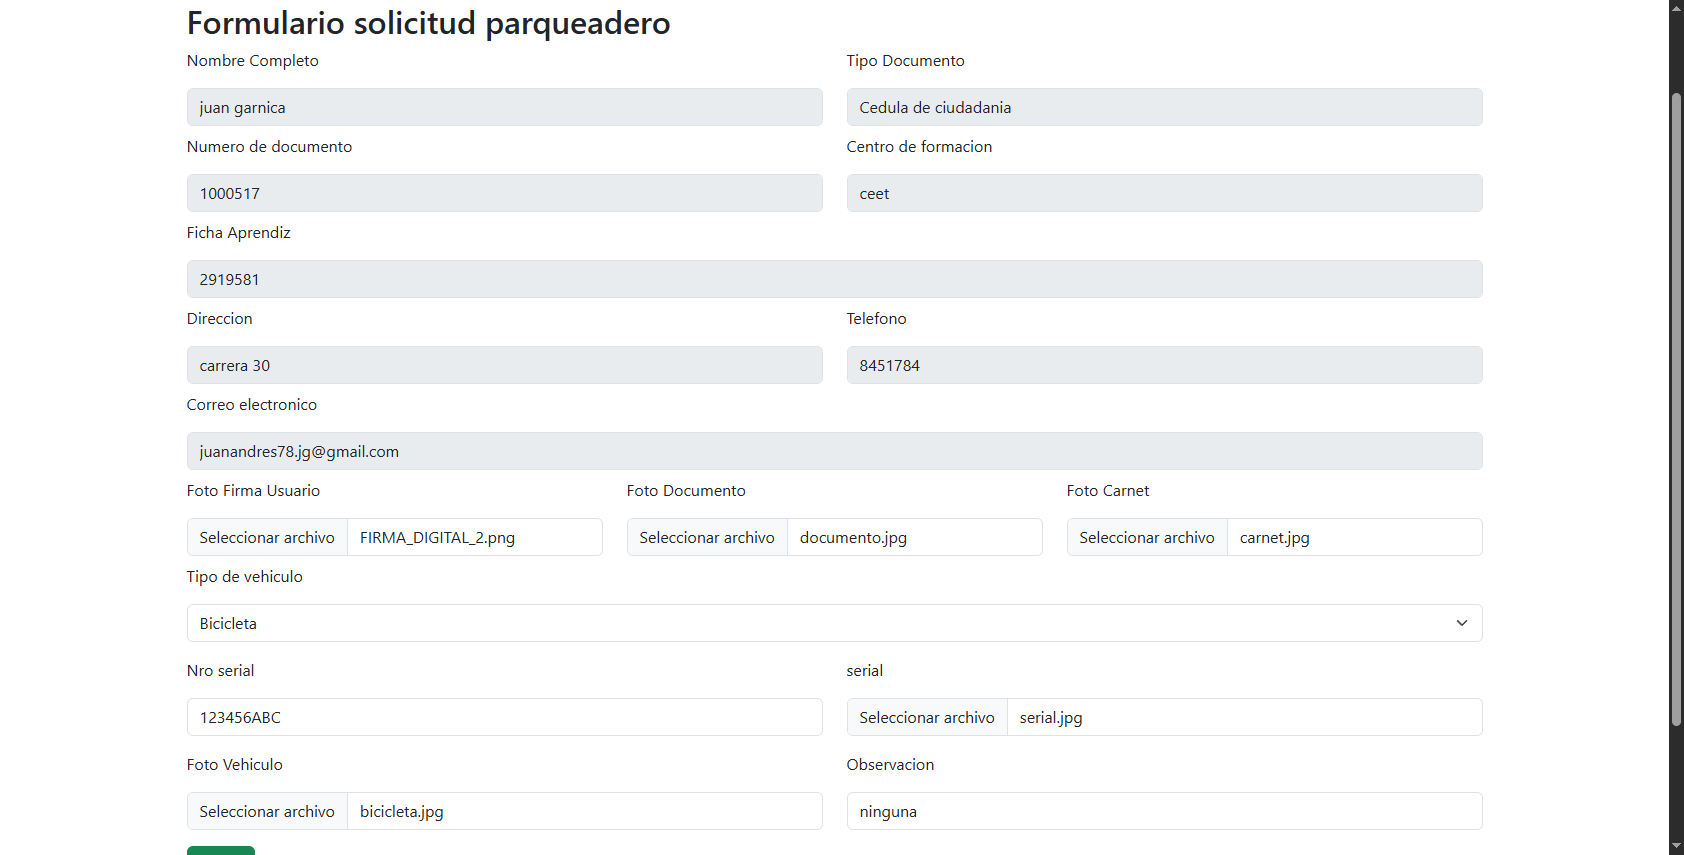 Formulario solicitud parqueadero
Nombre Completo Tipo Documento
juan garnica Cedula de ciudadania
Numero de documento Centro de formacion
1000517 ceet
Ficha Aprendiz
2919581
Direccion Telefono
carrera 30 8451784
Correo electronico
juanandres78.jg@gmail.com
Foto Firma Usuario Foto Documento Foto Carnet
Seleccionar archivo FIRMA_DIGITAL_2.png Seleccionar archivo documento.jpg Seleccionar archivo carnet.jpg
Tipo de vehiculo
Bicicleta
Nro serial serial
123456ABC Seleccionar archivo serial.jpg
Foto Vehiculo Observacion
Seleccionar archivo bicicleta.jpg ninguna